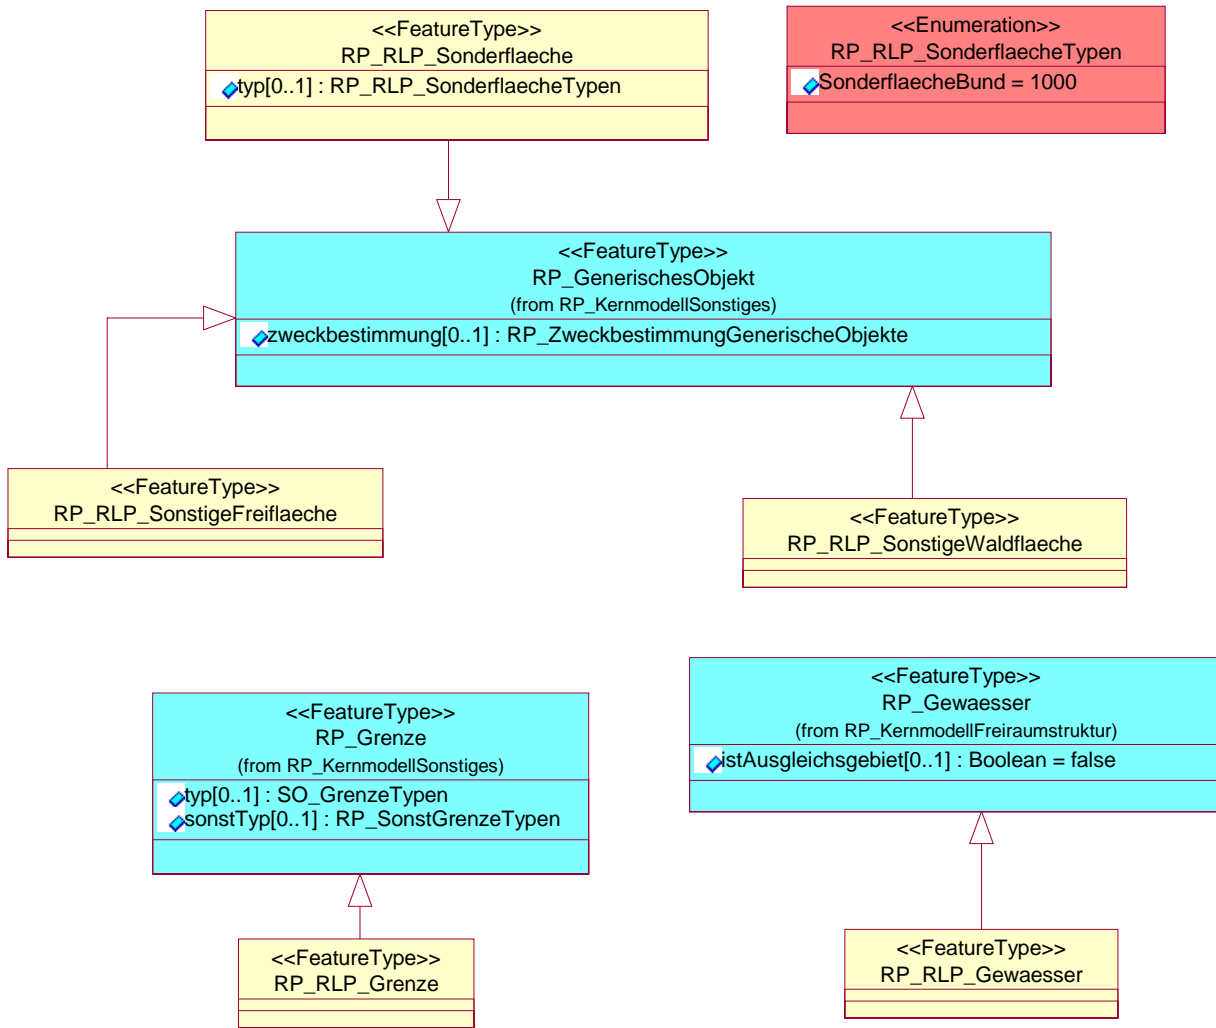 <<FeatureType>>
RP_RLP_Sonderflaeche
typ[0..1] : RP_RLP_SonderflaecheTypen
<<Enumeration>>
RP_RLP_SonderflaecheTypen
SonderflaecheBund = 1000
<<FeatureType>>
RP_GenerischesObjekt
(from RP_KernmodellSonstiges)
zweckbestimmung[0..1] : RP_ZweckbestimmungGenerischeObjekte
<<FeatureType>>
RP_RLP_SonstigeFreiflaeche
<<FeatureType>>
RP_RLP_SonstigeWaldflaeche
<<FeatureType>>
RP_Grenze
(from RP_KernmodellSonstiges)
typ[0..1] : SO_GrenzeTypen
sonstTyp[0..1] : RP_SonstGrenzeTypen
<<FeatureType>>
RP_Gewaesser
(from RP_KernmodellFreiraumstruktur)
istAusgleichsgebiet[0..1] : Boolean = false
<<FeatureType>>
RP_RLP_Grenze
<<FeatureType>>
RP_RLP_Gewaesser